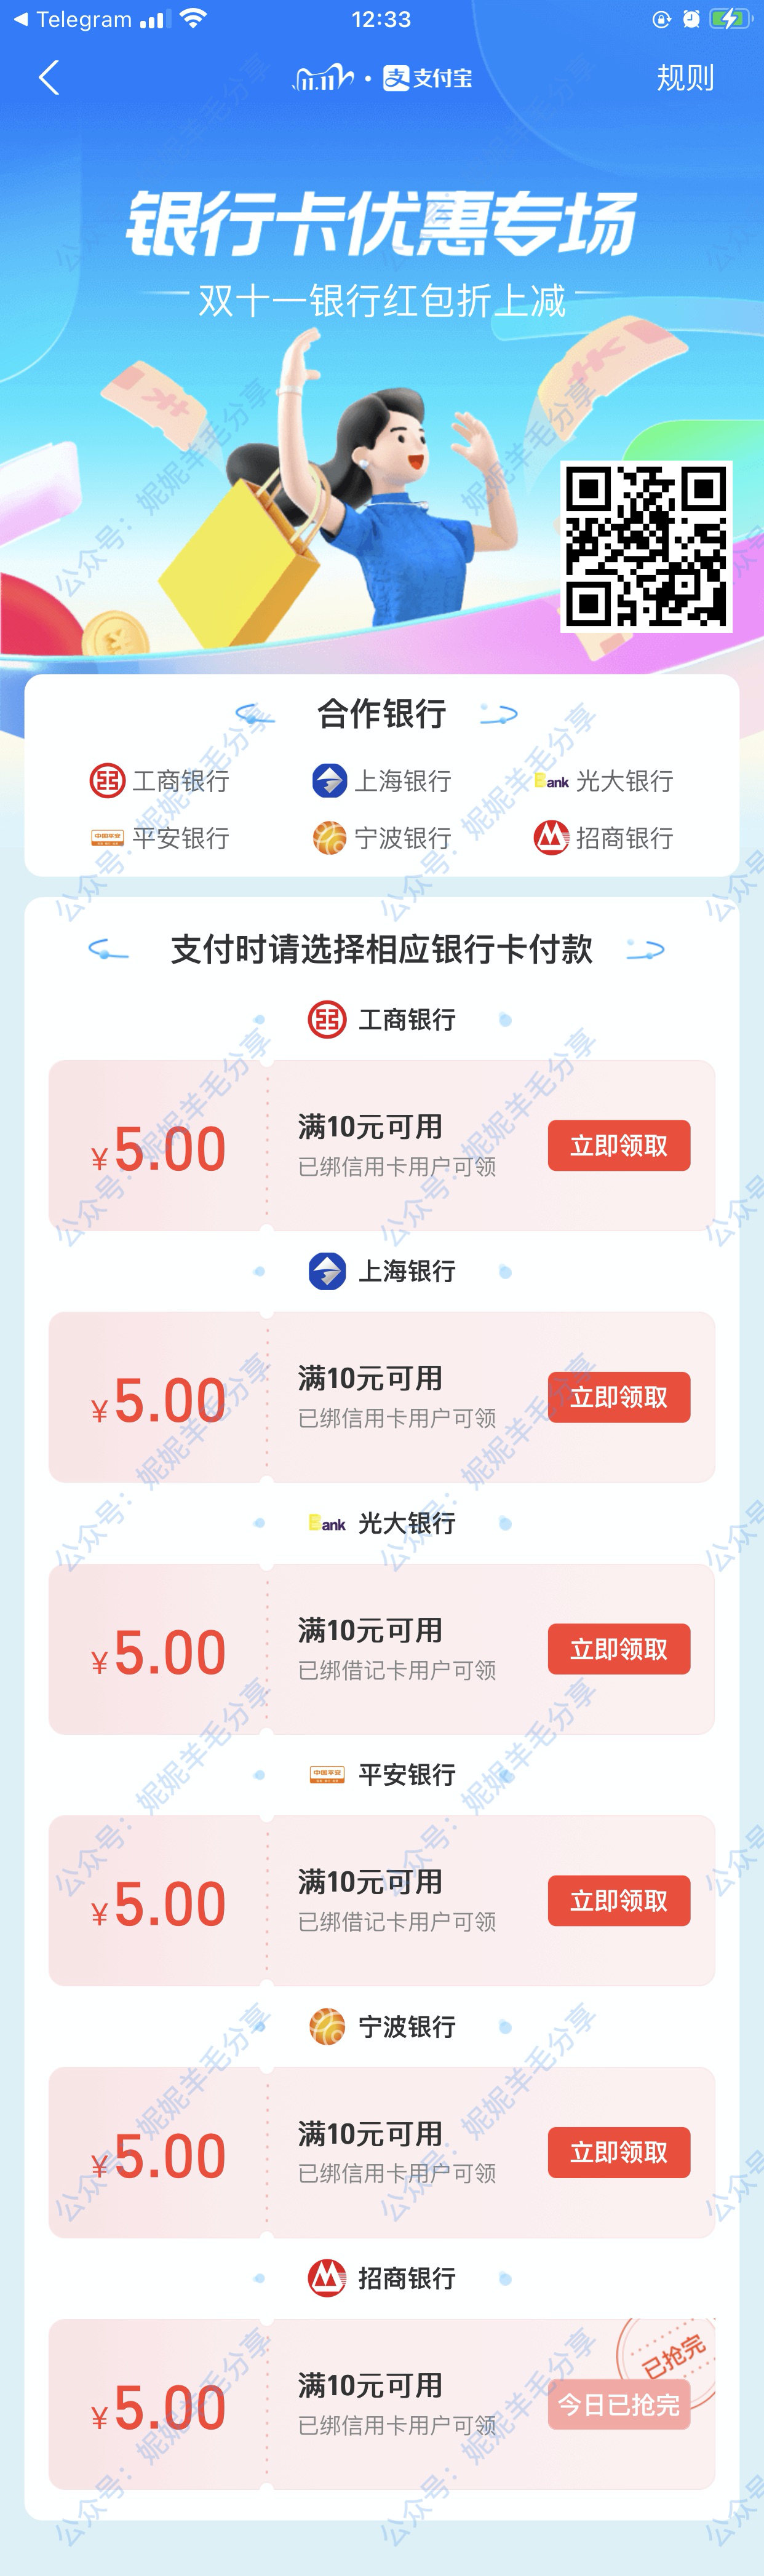 Telegram
12:33
11.11 · 支付宝
规则
银行卡优惠专场
双十一银行红包折上减
合作银行
工商银行 上海银行 Bank 光大银行
中国平安 平安银行 宁波银行 招商银行
支付时请选择相应银行卡付款
工商银行
¥5.00
满10元可用
已绑信用卡用户可领
立即领取
上海银行
¥5.00
满10元可用
已绑信用卡用户可领
立即领取
Bank 光大银行
¥5.00
满10元可用
已绑借记卡用户可领
立即领取
中国平安 平安银行
¥5.00
满10元可用
已绑借记卡用户可领
立即领取
宁波银行
¥5.00
满10元可用
已绑信用卡用户可领
立即领取
招商银行
¥5.00
满10元可用
已绑信用卡用户可领
已抢完
今日已抢完
公众号：妮妮羊毛分享